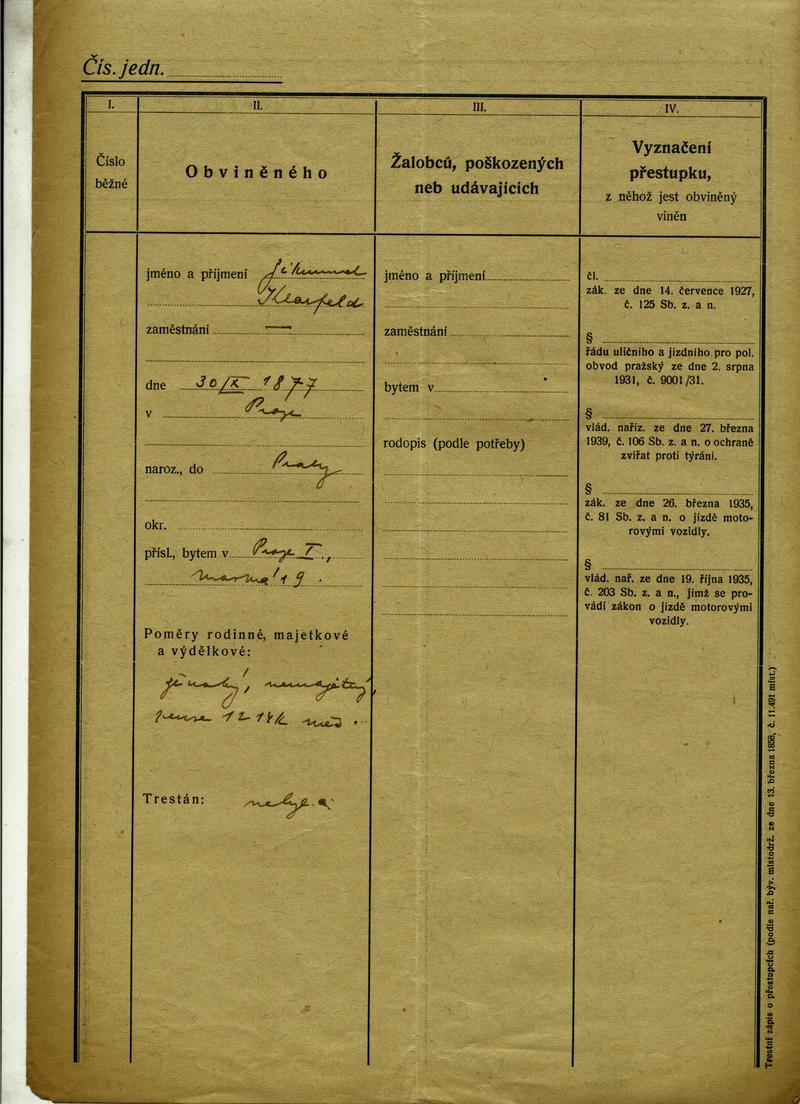 Čís. jedn.
I.
II.
III.
IV.
Číslo
běžné
Obviněného
Žalobců, poškozených
neb udávajících
Vyznačení
přestupku,
z něhož jest obviněný
viněn
jméno a příjmení
zaměstnání —
dne 30/IX 1877
v
naroz., do
okr.
přísl., bytem v
19
Poměry rodinné, majetkové
a výdělkové:
Trestán:
jméno a příjmení
zaměstnání
bytem v
rodopis (podle potřeby)
čl.
zák. ze dne 14. července 1927,
č. 125 Sb. z. a n.
§
řádu uličního a jízdního pro pol.
obvod pražský ze dne 2. srpna
1931, č. 9001/31.
§
vlád. naříz. ze dne 27. března
1939, č. 106 Sb. z. a n. o ochraně
zvířat proti týrání.
§
zák. ze dne 26. března 1935,
č. 81 Sb. z. a n. o jízdě moto-
rovými vozidly.
§
vlád. nař. ze dne 19. října 1935,
č. 203 Sb. z. a n., jímž se pro-
vádí zákon o jízdě motorovými
vozidly.
Trestní zápis o přestupcích (podle nař. býv. místodrž. ze dne 13. března 1858, č. 11.491 míst.)